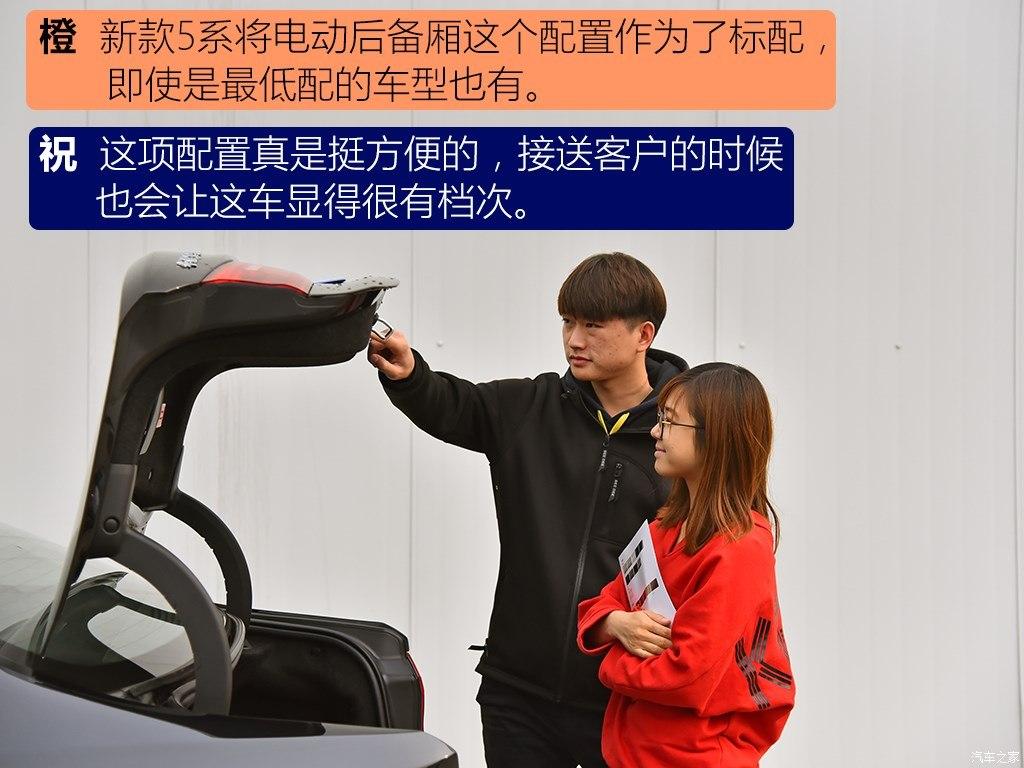 橙 新款5系将电动后备厢这个配置作为了标配，
即使是最低配的车型也有。
祝 这项配置真是挺方便的，接送客户的时候
也会让这车显得很有档次。
汽车之家